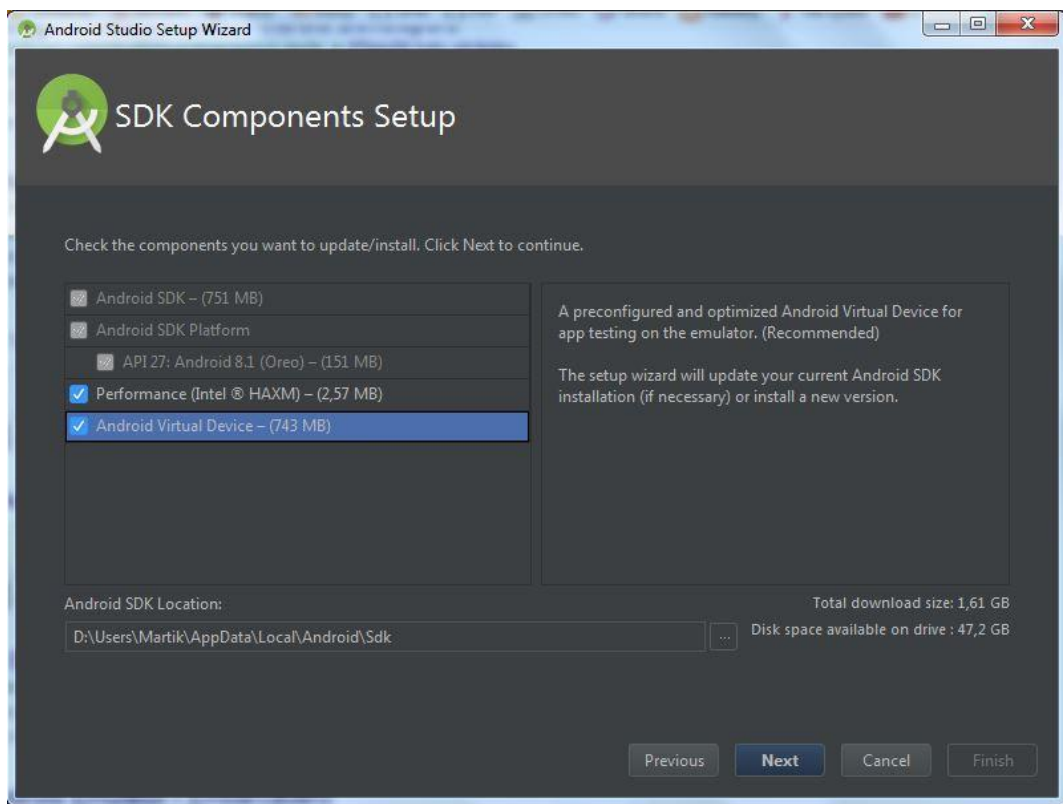 Android Studio Setup Wizard
SDK Components Setup
Check the components you want to update/install. Click Next to continue.
Android SDK – (751 MB)
Android SDK Platform
API 27: Android 8.1 (Oreo) – (151 MB)
Performance (Intel ® HAXM) – (2,57 MB)
Android Virtual Device – (743 MB)
A preconfigured and optimized Android Virtual Device for
app testing on the emulator. (Recommended)
The setup wizard will update your current Android SDK
installation (if necessary) or install a new version.
Android SDK Location:
Total download size: 1,61 GB
D:\Users\Martik\AppData\Local\Android\Sdk
...
Disk space available on drive : 47,2 GB
Previous
Next
Cancel
Finish